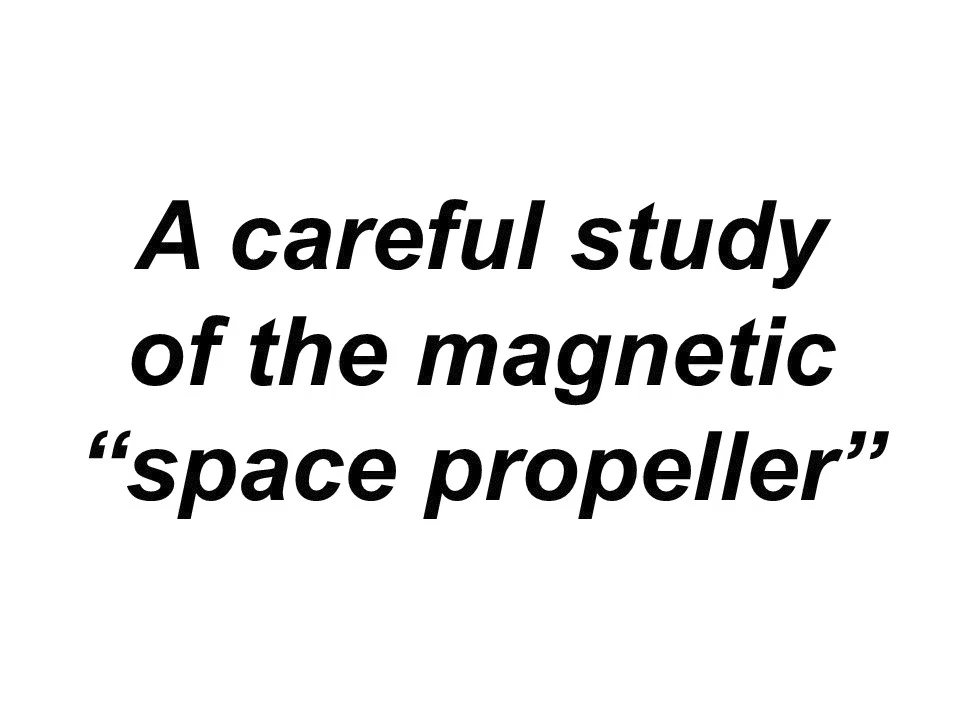 A careful study
of the magnetic
“space propeller”